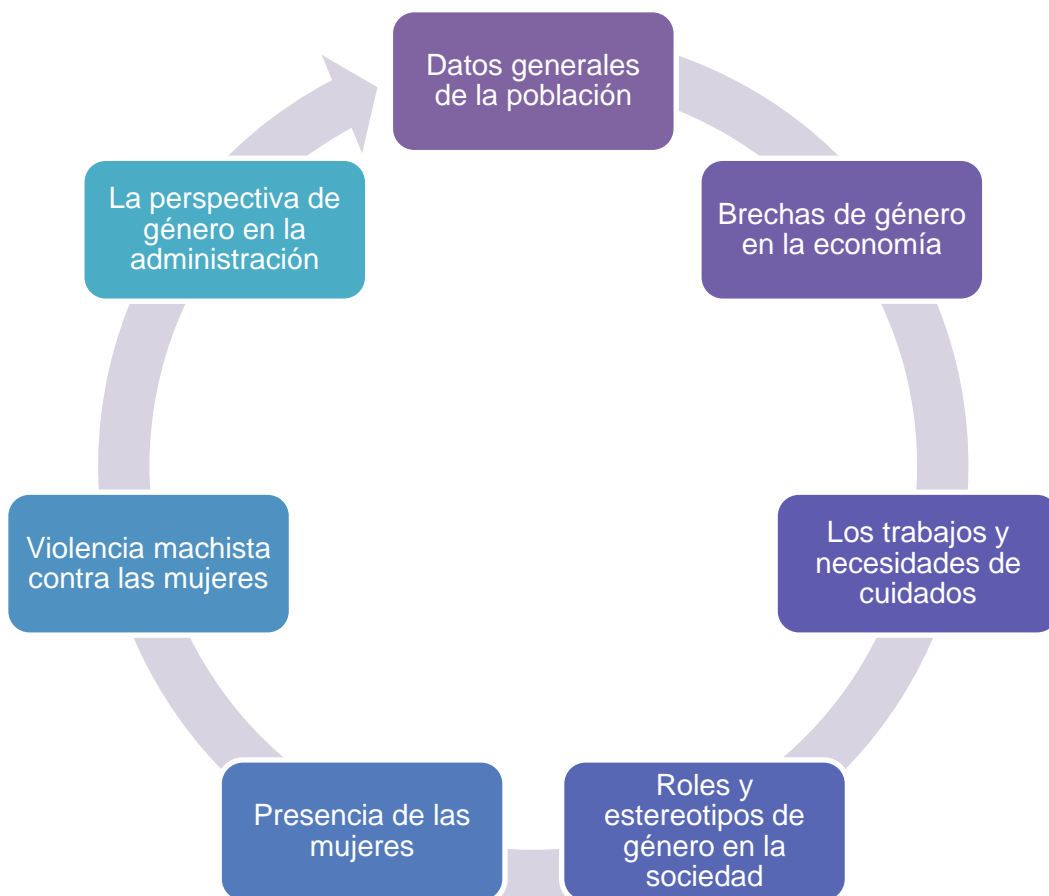 Datos generales
de la población
Brechas de género
en la economía
Los trabajos y
necesidades de
cuidados
Roles y
estereotipos de
género en la
sociedad
Presencia de las
mujeres
Violencia machista
contra las mujeres
La perspectiva de
género en la
administración